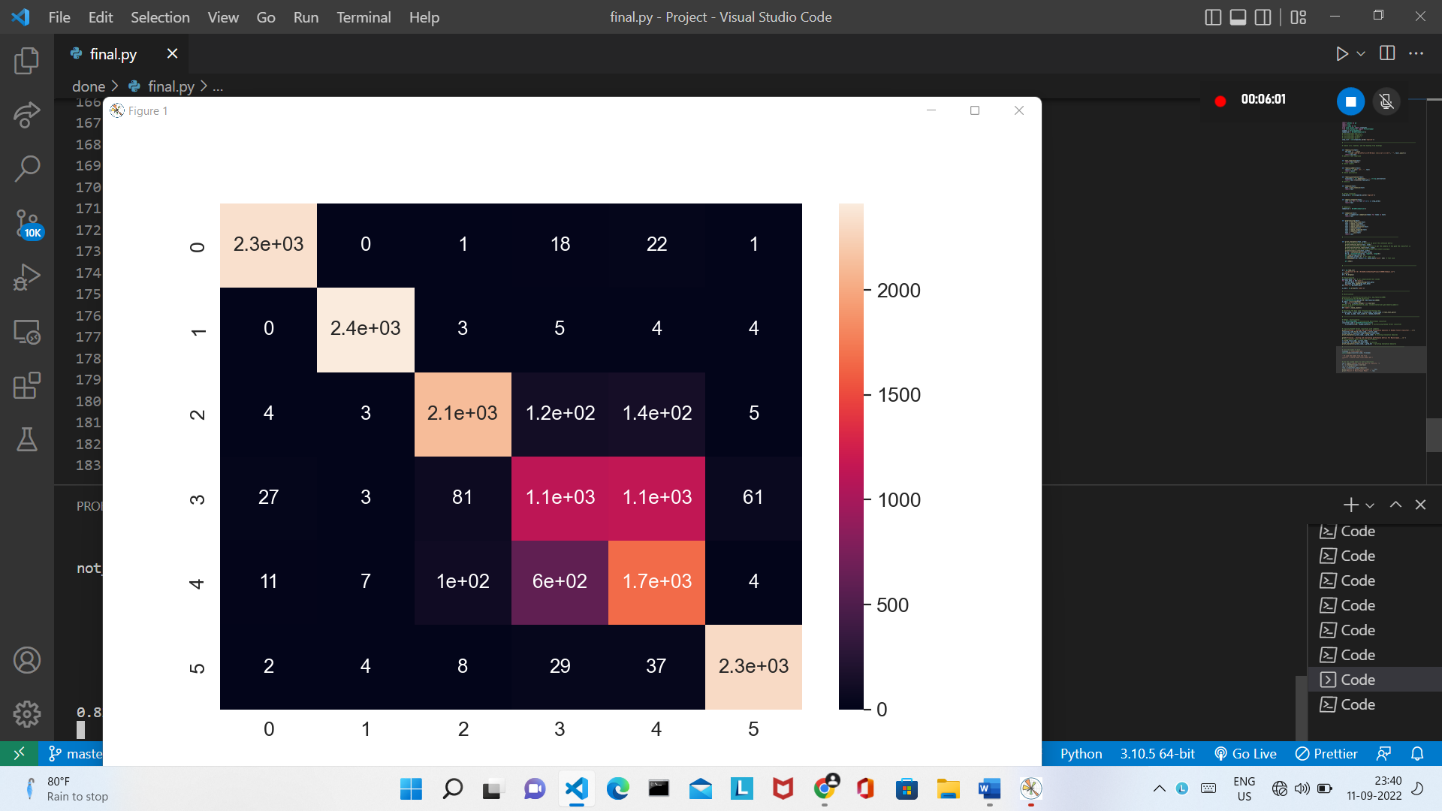 File Edit Selection View Go Run Terminal Help final.py - Project - Visual Studio Code
final.py
done > final.py > ...
166
Figure 1
00:06:01
167
168
169
170
171
172
173
174
175
176
177
178
179
180
181
182
183
0 2.3e+03 0 1 18 22 1
1 0 2.4e+03 3 5 4 4
2 4 3 2.1e+03 1.2e+02 1.4e+02 5
3 27 3 81 1.1e+03 1.1e+03 61
4 11 7 1e+02 6e+02 1.7e+03 4
5 2 4 8 29 37 2.3e+03
0 1 2 3 4 5
2000
1500
1000
500
0
10K
Code
Code
Code
Code
Code
Code
Code
Code
master
Python 3.10.5 64-bit Go Live Prettier
80°F
Rain to stop
ENG
US
23:40
11-09-2022